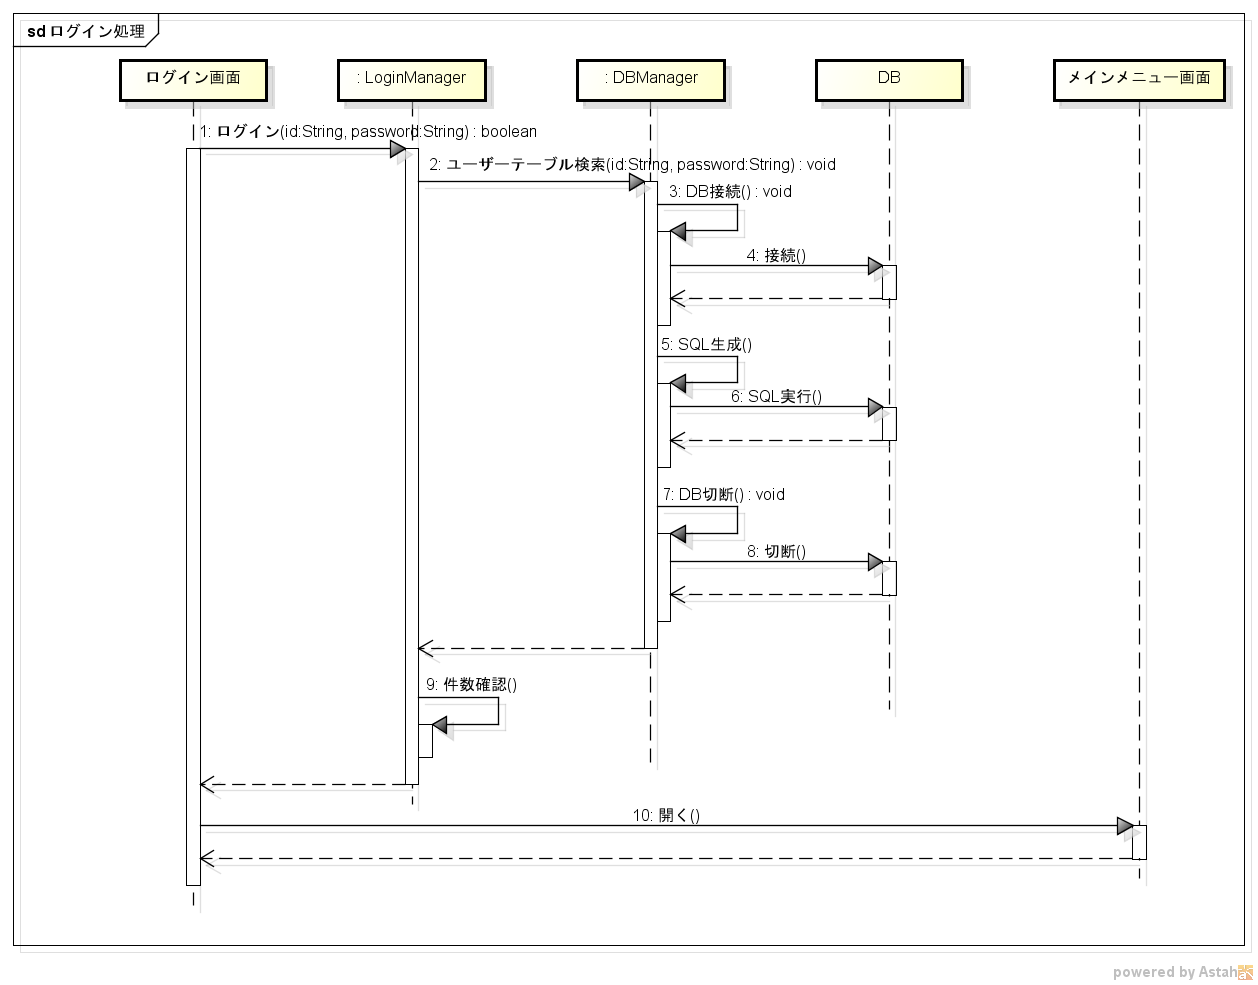 sd ログイン処理
ログイン画面
: LoginManager
: DBManager
DB
メインメニュー画面
1: ログイン(id:String, password:String) : boolean
2: ユーザーテーブル検索(id:String, password:String) : void
3: DB接続() : void
4: 接続()
5: SQL生成()
6: SQL実行()
7: DB切断() : void
8: 切断()
9: 件数確認()
10: 開く()
powered by Astah